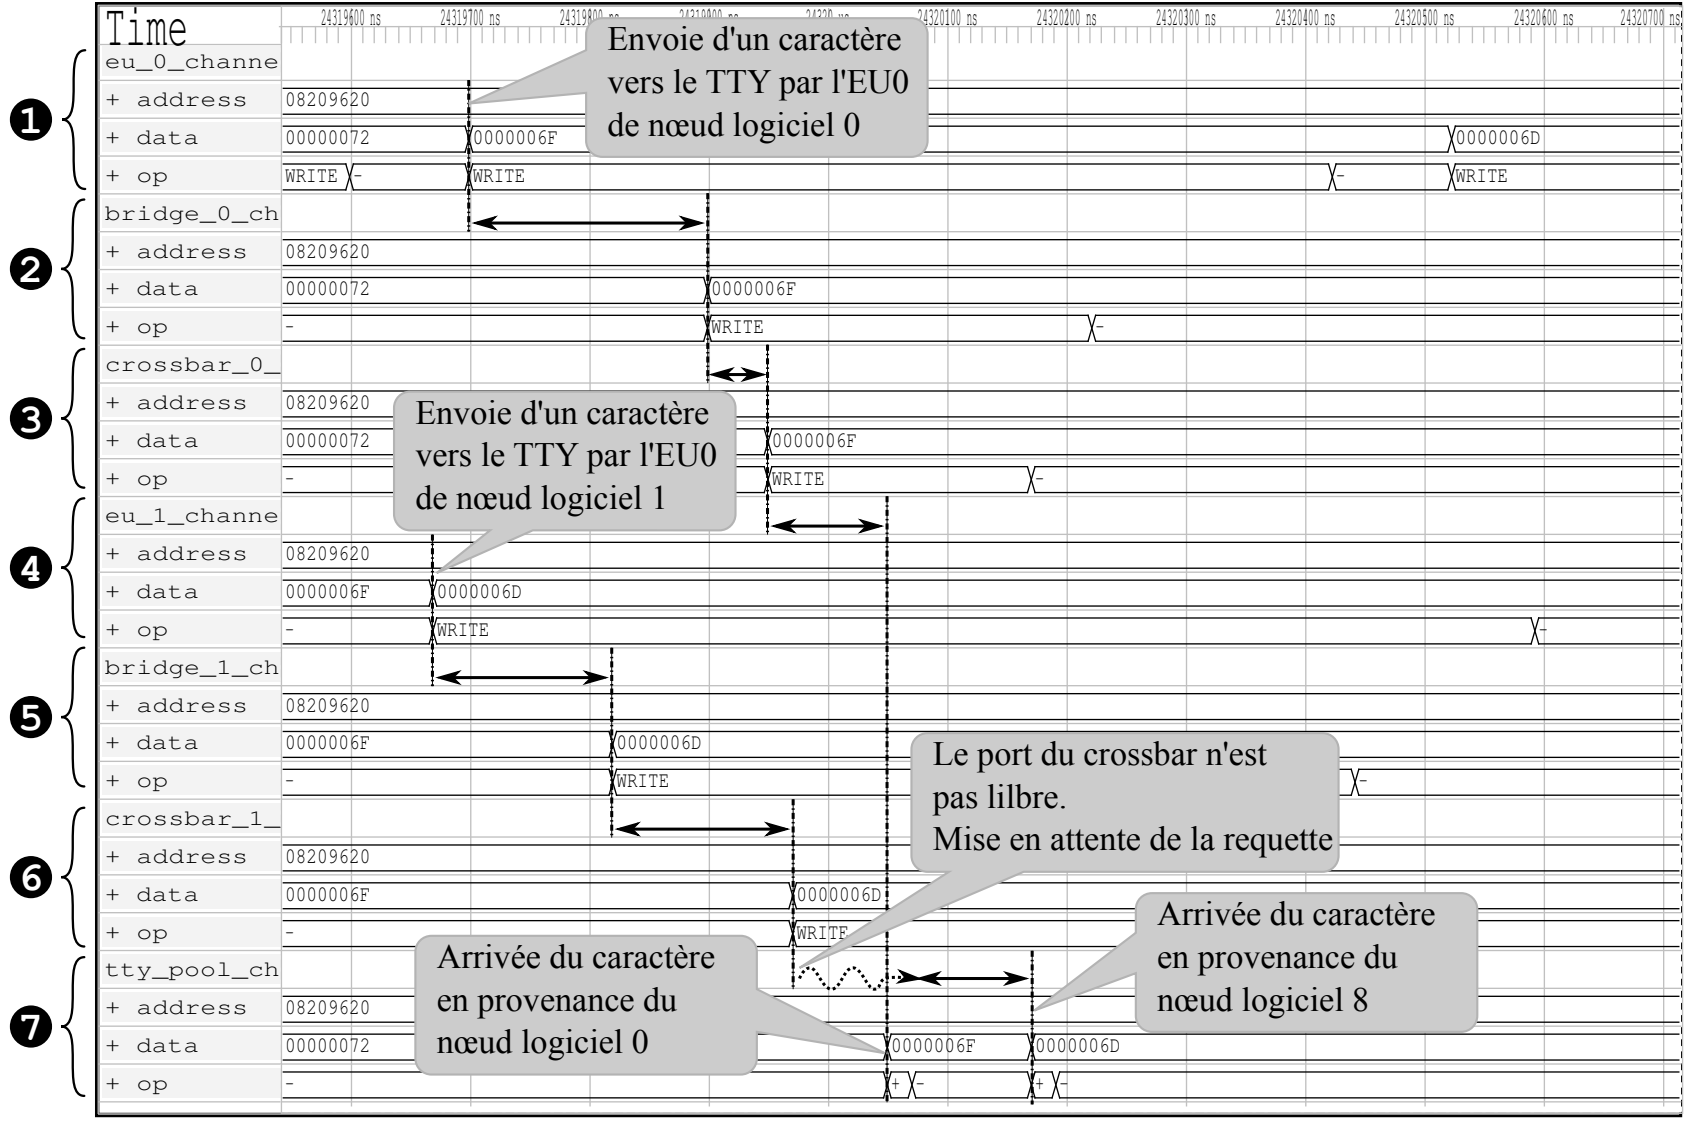 Time
24319600 ns 24319700 ns 24320100 ns 24320200 ns 24320300 ns 24320400 ns 24320500 ns 24320600 ns 24320700 ns
Envoie d'un caractère
vers le TTY par l'EU0
de nœud logiciel 0
1
eu_0_channe
+ address 08209620
+ data 00000072 0000006F 0000006D
+ op WRITE - WRITE - WRITE
2
bridge_0_ch
+ address 08209620
+ data 00000072 0000006F
+ op - WRITE -
3
crossbar_0_
+ address 08209620
+ data 00000072 0000006F
+ op - WRITE -
Envoie d'un caractère
vers le TTY par l'EU0
de nœud logiciel 1
4
eu_1_channe
+ address 08209620
+ data 0000006F 0000006D
+ op - WRITE -
5
bridge_1_ch
+ address 08209620
+ data 0000006F 0000006D
+ op - WRITE -
Le port du crossbar n'est
pas lilbre.
Mise en attente de la requette
6
crossbar_1_
+ address 08209620
+ data 0000006F 0000006D
+ op - WRITE
Arrivée du caractère
en provenance du
nœud logiciel 0
Arrivée du caractère
en provenance du
nœud logiciel 8
7
tty_pool_ch
+ address 08209620
+ data 00000072 0000006F 0000006D
+ op - + - + -